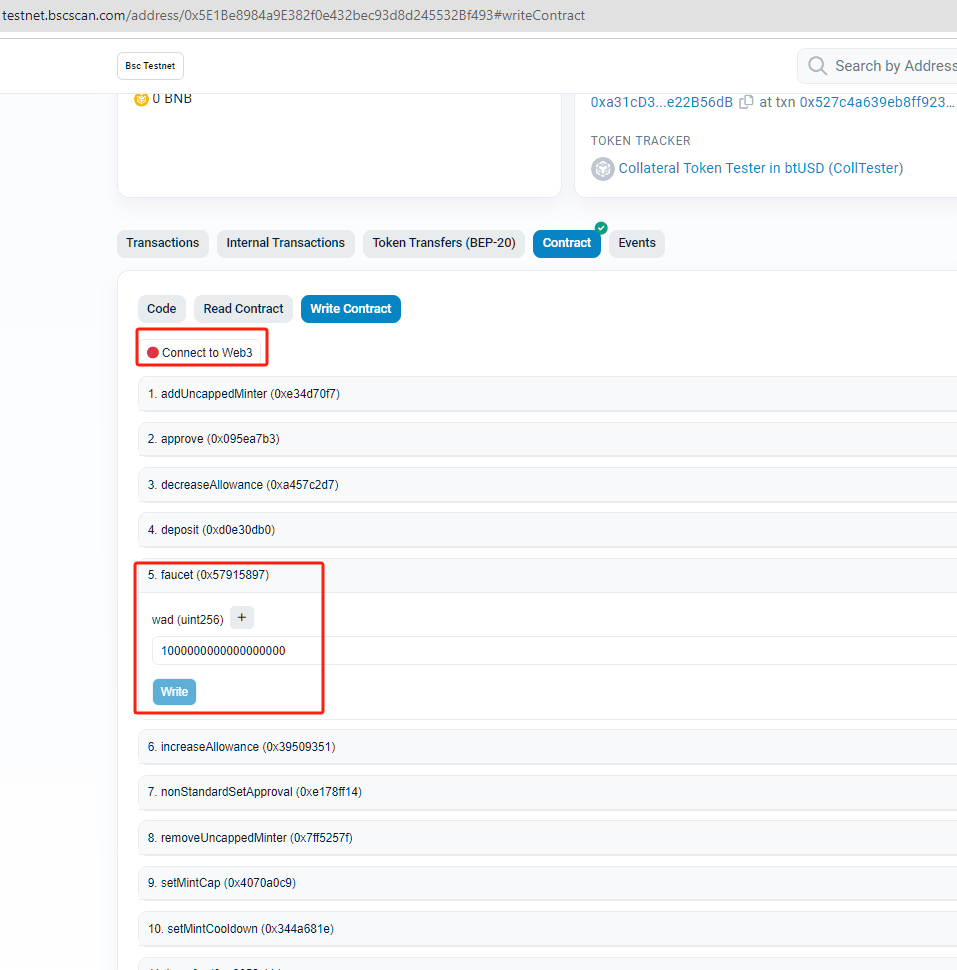 testnet.bscscan.com/address/0x5E1Be8984a9E382f0e432bec93d8d245532Bf493#writeContract
Bsc Testnet
Search by Address
0 BNB
0xa31cD3...e22B56dB at txn 0x527c4a639eb8ff923...
TOKEN TRACKER
Collateral Token Tester in btUSD (CollTester)
Transactions Internal Transactions Token Transfers (BEP-20) Contract Events
Code Read Contract Write Contract
Connect to Web3
1. addUncappedMinter (0xe34d70f7)
2. approve (0x095ea7b3)
3. decreaseAllowance (0xa457c2d7)
4. deposit (0xd0e30db0)
5. faucet (0x57915897)
wad (uint256) +
1000000000000000000
Write
6. increaseAllowance (0x39509351)
7. nonStandardSetApproval (0xe178ff14)
8. removeUncappedMinter (0x7ff5257f)
9. setMintCap (0x4070a0c9)
10. setMintCooldown (0x344a681e)